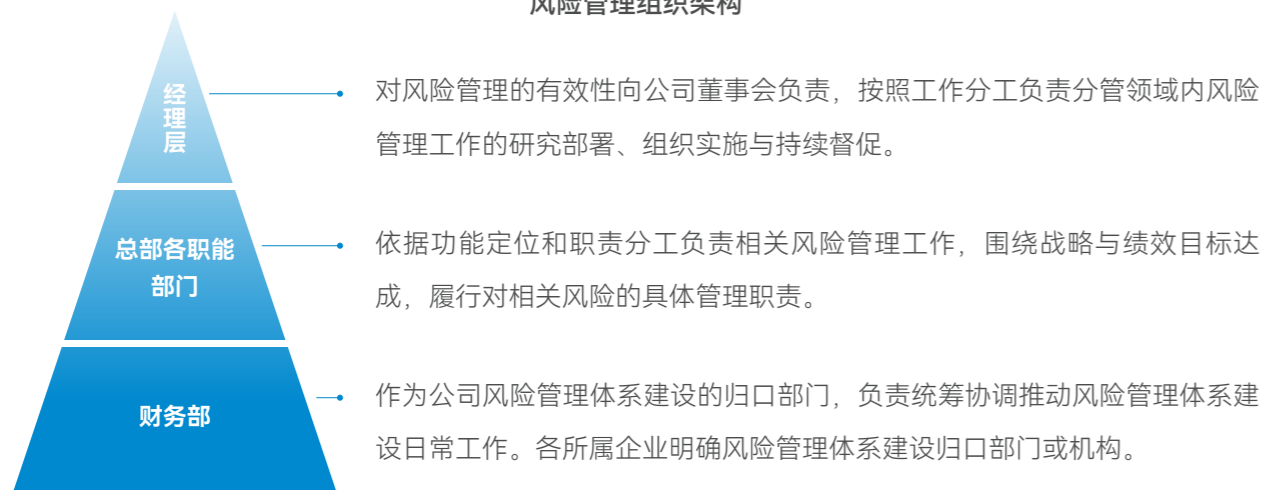 风险管理组织架构
经理层
对风险管理的有效性向公司董事会负责，按照工作分工负责分管领域内风险
管理工作的研究部署、组织实施与持续督促。
总部各职能
部门
依据功能定位和职责分工负责相关风险管理工作，围绕战略与绩效目标达
成，履行对相关风险的具体管理职责。
财务部
作为公司风险管理体系建设的归口部门，负责统筹协调推动风险管理体系建
设日常工作。各所属企业明确风险管理体系建设归口部门或机构。